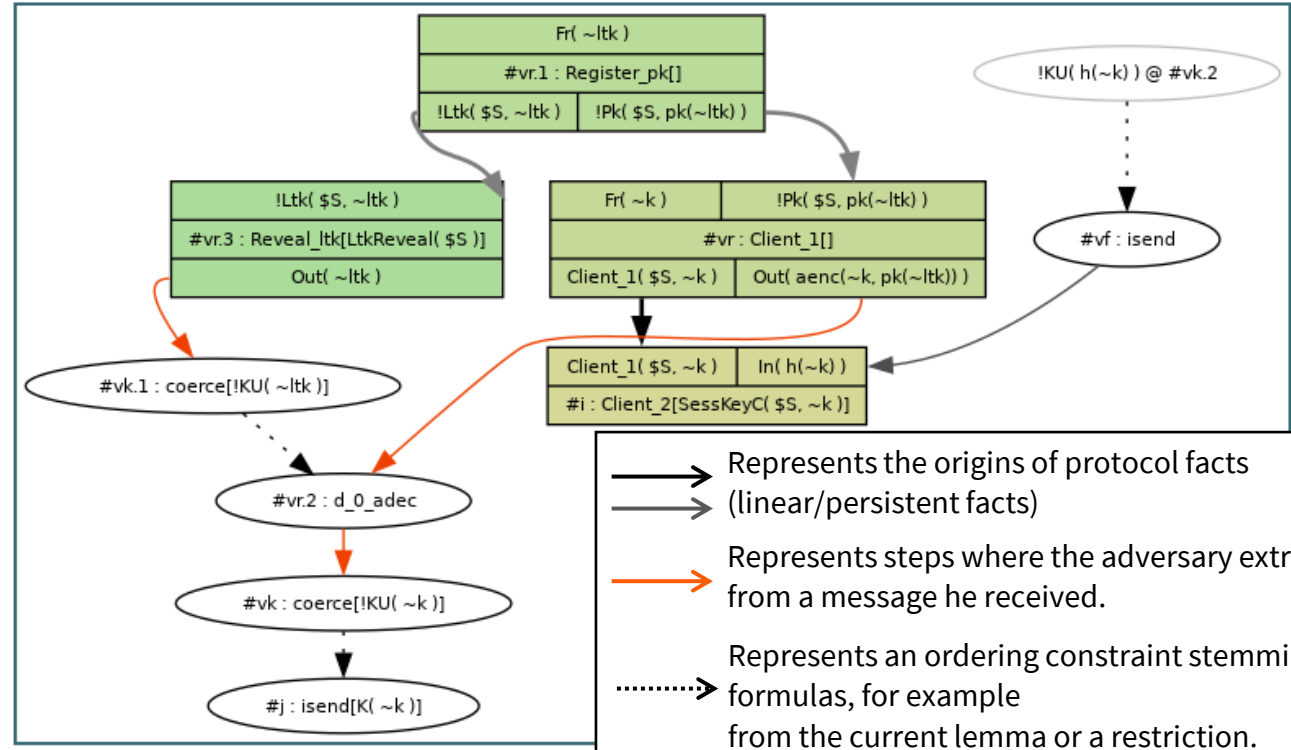 Fr( ~ltk )
#vr.1 : Register_pk[]
!Ltk( $S, ~ltk ) !Pk( $S, pk(~ltk) )
!KU( h(~k) ) @ #vk.2
!Ltk( $S, ~ltk )
#vr.3 : Reveal_ltk[LtkReveal( $S )]
Out( ~ltk )
Fr( ~k ) !Pk( $S, pk(~ltk) )
#vr : Client_1[]
Client_1( $S, ~k ) Out( aenc(~k, pk(~ltk)) )
#vf : isend
#vk.1 : coerce[!KU( ~ltk )]
Client_1( $S, ~k ) In( h(~k) )
#i : Client_2[SessKeyC( $S, ~k )]
#vr.2 : d_0_adec
#vk : coerce[!KU( ~k )]
#j : isend[K( ~k )]
Represents the origins of protocol facts
(linear/persistent facts)
Represents steps where the adversary extr
from a message he received.
Represents an ordering constraint stemmi
formulas, for example
from the current lemma or a restriction.